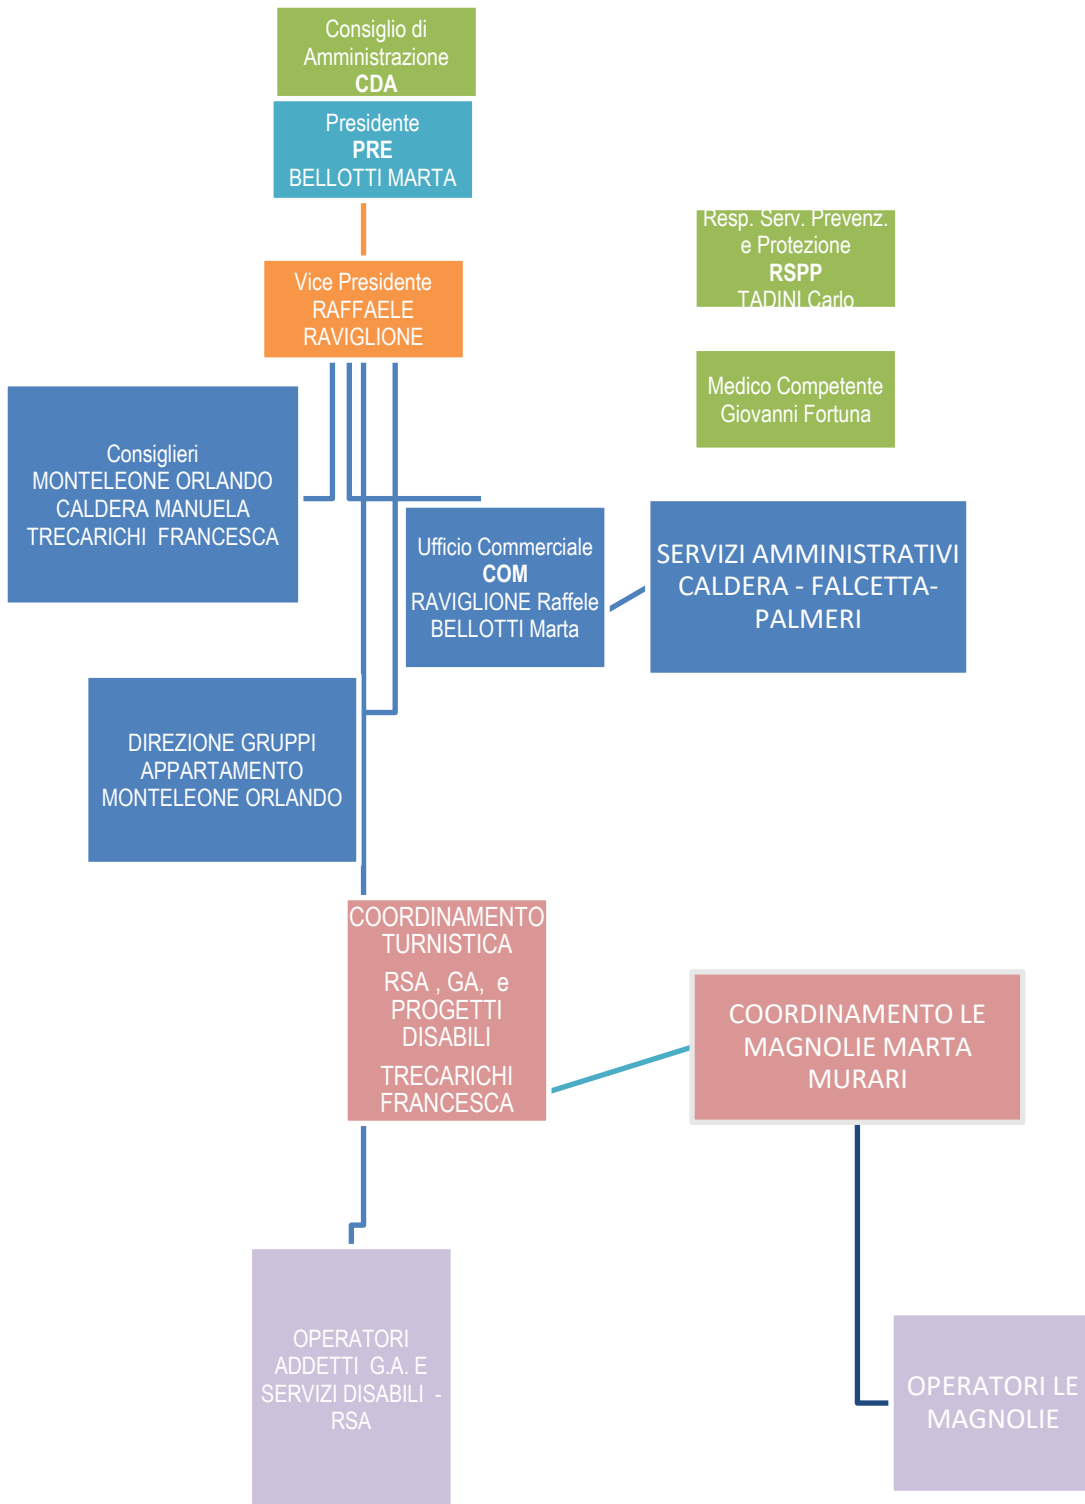 Consiglio di
Amministrazione
CDA
Presidente
PRE
BELLOTTI MARTA
Resp. Serv. Prevenz.
e Protezione
RSPP
TADINI Carlo
Vice Presidente
RAFFAELE
RAVIGLIONE
Medico Competente
Giovanni Fortuna
Consiglieri
MONTELEONE ORLANDO
CALDERA MANUELA
TRECARICHI FRANCESCA
Ufficio Commerciale
COM
RAVIGLIONE Raffele
BELLOTTI Marta
SERVIZI AMMINISTRATIVI
CALDERA - FALCETTA-
PALMERI
DIREZIONE GRUPPI
APPARTAMENTO
MONTELEONE ORLANDO
COORDINAMENTO
TURNISTICA
RSA , GA, e
PROGETTI
DISABILI
TRECARICHI
FRANCESCA
COORDINAMENTO LE
MAGNOLIE MARTA
MURARI
OPERATORI
ADDETTI G.A. E
SERVIZI DISABILI -
RSA
OPERATORI LE
MAGNOLIE